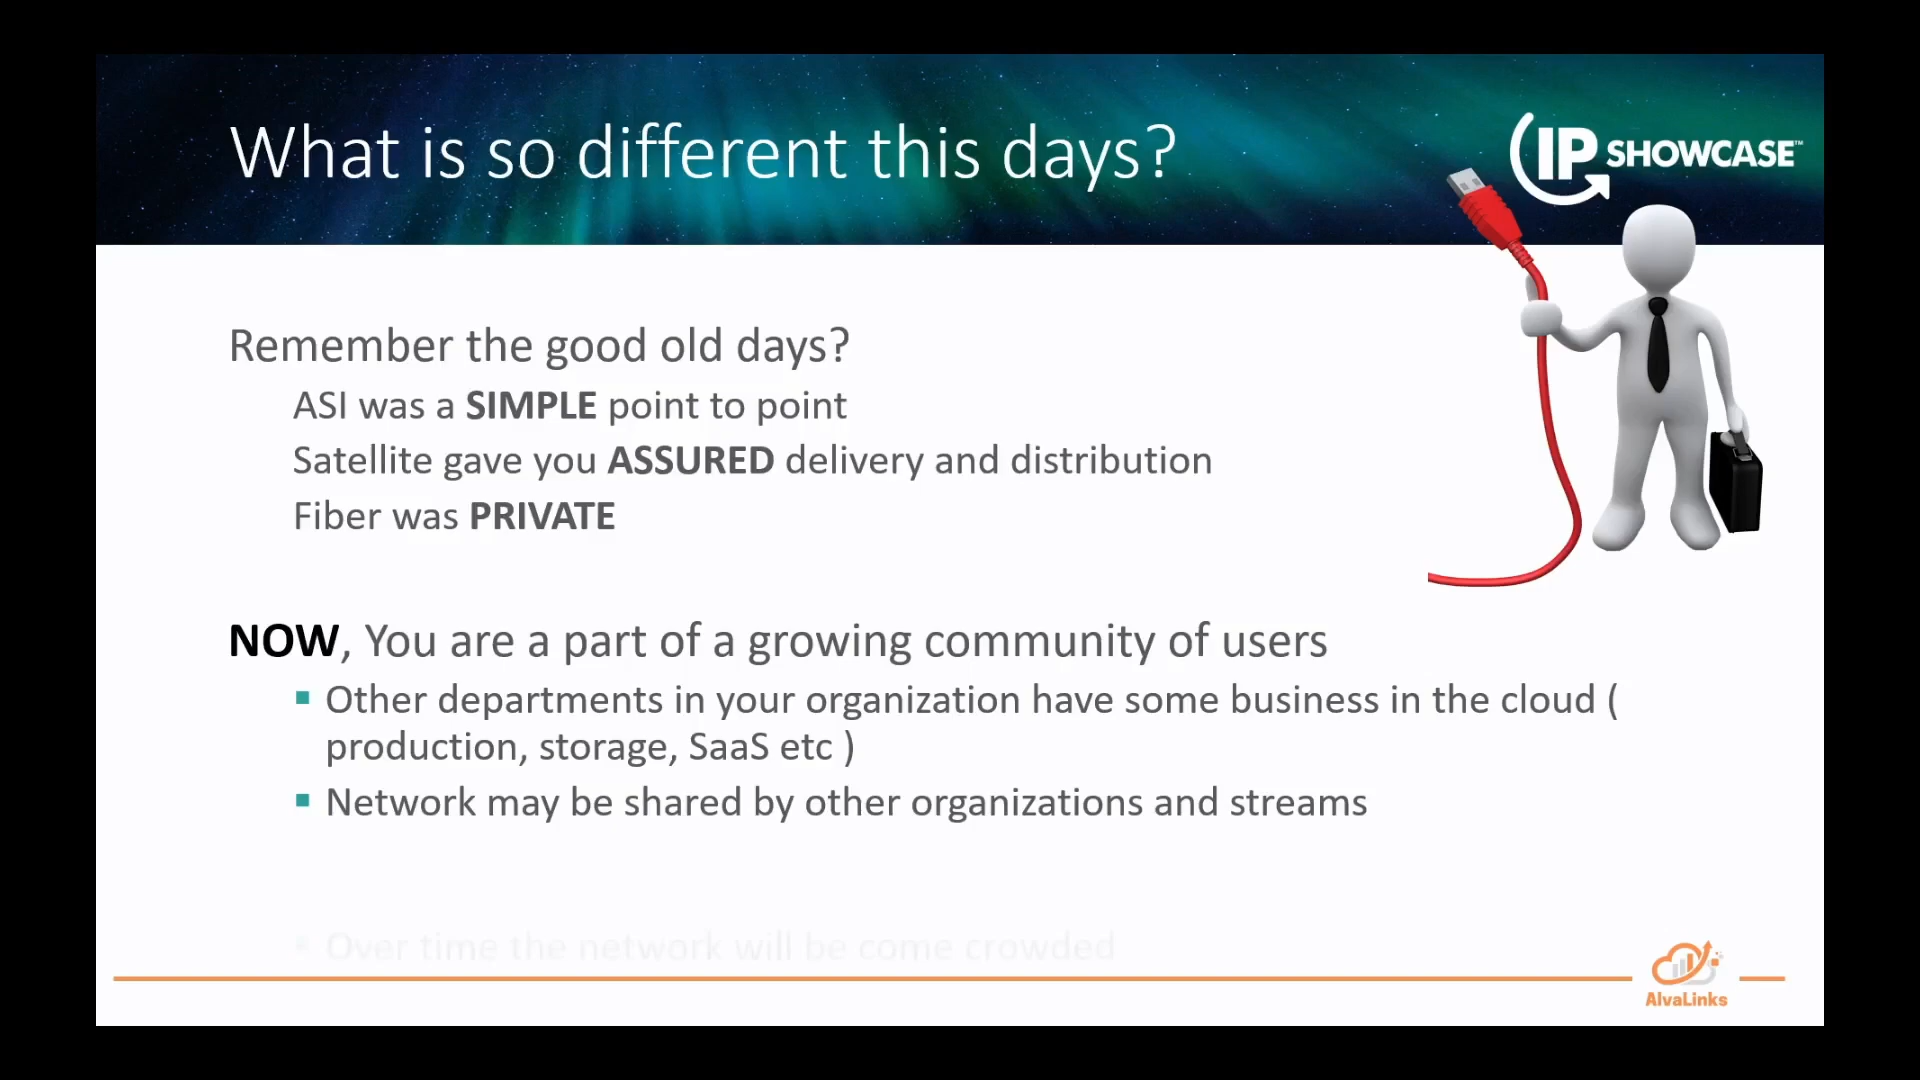 What is so different this days?
IP SHOWCASE™
Remember the good old days?
ASI was a SIMPLE point to point
Satellite gave you ASSURED delivery and distribution
Fiber was PRIVATE
NOW, You are a part of a growing community of users
▪ Other departments in your organization have some business in the cloud (
production, storage, SaaS etc )
▪ Network may be shared by other organizations and streams
▪ Over time the network will be come crowded
AlvaLinks